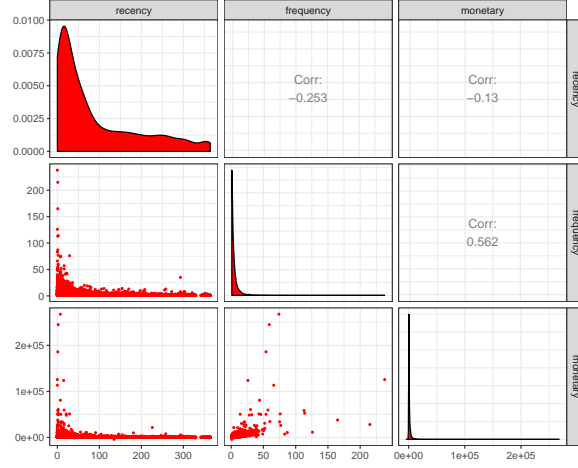 recency
frequency
monetary
0.0100
0.0075
0.0050
0.0025
0.0000
Corr:
−0.253
Corr:
−0.13
recency
200
150
100
50
0
Corr:
0.562
frequency
2e+05
1e+05
0e+00
monetary
0 100 200 300
0 50 100 150 200
0e+00 1e+05 2e+05